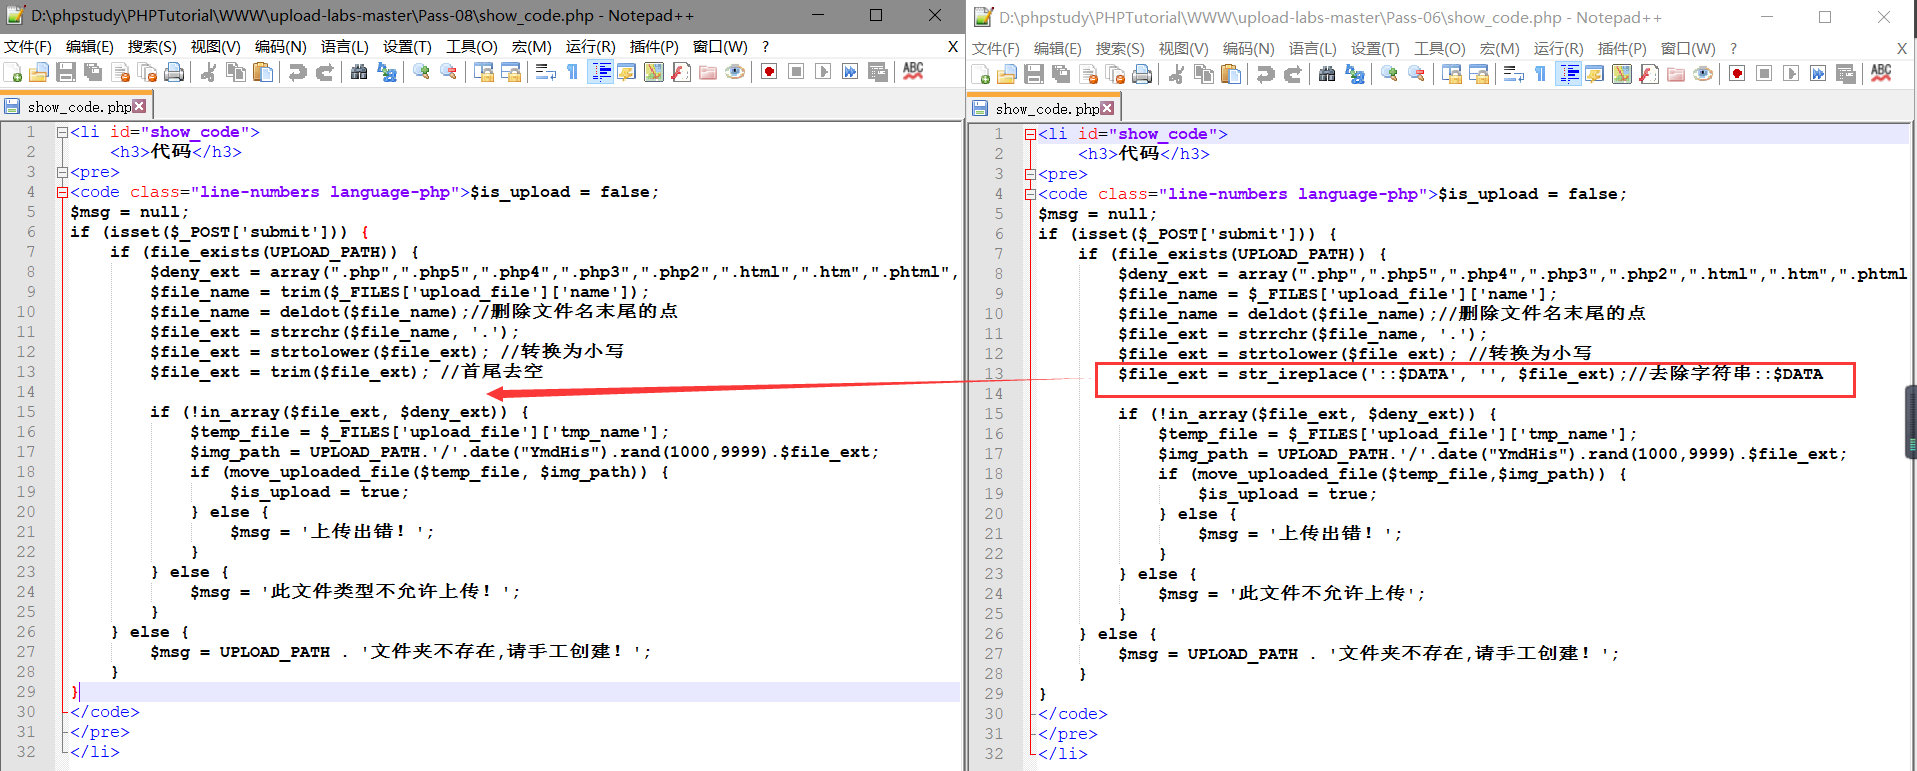 D:\phpstudy\PHPTutorial\WWW\upload-labs-master\Pass-08\show_code.php - Notepad++
文件(F) 编辑(E) 搜索(S) 视图(V) 编码(N) 语言(L) 设置(T) 工具(O) 宏(M) 运行(R) 插件(P) 窗口(W) ? X
show_code.php
1 <li id="show_code">
2 <h3>代码</h3>
3 <pre>
4 <code class="line-numbers language-php">$is_upload = false;
5 $msg = null;
6 if (isset($_POST['submit'])) {
7 if (file_exists(UPLOAD_PATH)) {
8 $deny_ext = array(".php",".php5",".php4",".php3",".php2",".html",".htm",".phtml",
9 $file_name = trim($_FILES['upload_file']['name']);
10 $file_name = deldot($file_name);//删除文件名末尾的点
11 $file_ext = strrchr($file_name, '.');
12 $file_ext = strtolower($file_ext); //转换为小写
13 $file_ext = trim($file_ext); //首尾去空
14
15 if (!in_array($file_ext, $deny_ext)) {
16 $temp_file = $_FILES['upload_file']['tmp_name'];
17 $img_path = UPLOAD_PATH.'/'.date("YmdHis").rand(1000,9999).$file_ext;
18 if (move_uploaded_file($temp_file, $img_path)) {
19 $is_upload = true;
20 } else {
21 $msg = '上传出错！';
22 }
23 } else {
24 $msg = '此文件类型不允许上传！';
25 }
26 } else {
27 $msg = UPLOAD_PATH . '文件夹不存在,请手工创建！';
28 }
29 }
30 </code>
31 </pre>
32 </li>
D:\phpstudy\PHPTutorial\WWW\upload-labs-master\Pass-06\show_code.php - Notepad++
文件(F) 编辑(E) 搜索(S) 视图(V) 编码(N) 语言(L) 设置(T) 工具(O) 宏(M) 运行(R) 插件(P) 窗口(W) ? X
show_code.php
1 <li id="show_code">
2 <h3>代码</h3>
3 <pre>
4 <code class="line-numbers language-php">$is_upload = false;
5 $msg = null;
6 if (isset($_POST['submit'])) {
7 if (file_exists(UPLOAD_PATH)) {
8 $deny_ext = array(".php",".php5",".php4",".php3",".php2",".html",".htm",".phtml
9 $file_name = $_FILES['upload_file']['name'];
10 $file_name = deldot($file_name);//删除文件名末尾的点
11 $file_ext = strrchr($file_name, '.');
12 $file_ext = strtolower($file_ext); //转换为小写
13 $file_ext = str_ireplace('::$DATA', '', $file_ext);//去除字符串::$DATA
14
15 if (!in_array($file_ext, $deny_ext)) {
16 $temp_file = $_FILES['upload_file']['tmp_name'];
17 $img_path = UPLOAD_PATH.'/'.date("YmdHis").rand(1000,9999).$file_ext;
18 if (move_uploaded_file($temp_file,$img_path)) {
19 $is_upload = true;
20 } else {
21 $msg = '上传出错！';
22 }
23 } else {
24 $msg = '此文件不允许上传';
25 }
26 } else {
27 $msg = UPLOAD_PATH . '文件夹不存在,请手工创建！';
28 }
29 }
30 </code>
31 </pre>
32 </li>